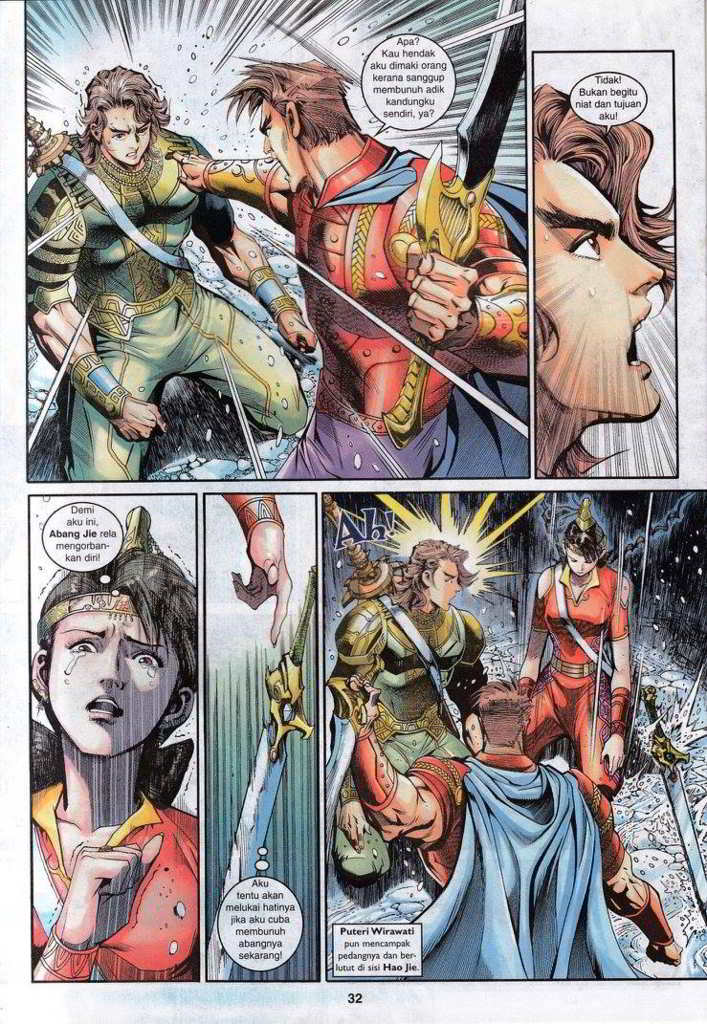 Apa?
Kau hendak
aku dimaki orang
kerana sanggup
membunuh adik
kandungku
sendiri, ya?
Tidak!
Bukan begitu
niat dan tujuan
aku!
Demi
aku ini,
Abang Jie rela
mengorban-
kan diri!
Aku
tentu akan
melukai hatinya
jika aku cuba
membunuh
abangnya
sekarang!
Ah!
Puteri Wirawati
pun mencampak
pedangnya dan ber-
lutut di sisi Hao Jie.
32